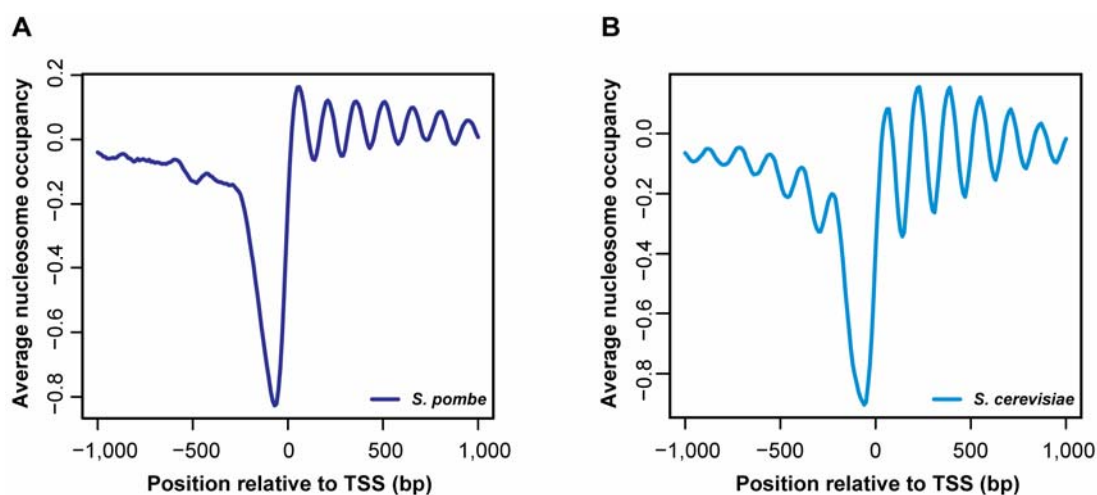 A
Average nucleosome occupancy
0.2
0.0
−0.2
−0.4
−0.6
−0.8
S. pombe
−1,000 −500 0 500 1,000
Position relative to TSS (bp)
B
Average nucleosome occupancy
0.0
−0.2
−0.4
−0.6
−0.8
S. cerevisiae
−1,000 −500 0 500 1,000
Position relative to TSS (bp)